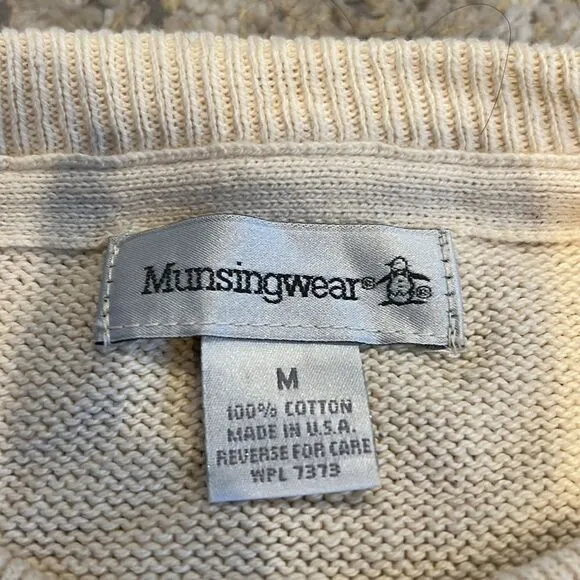 Munsingwear® ®
M
100% COTTON
MADE IN U.S.A.
REVERSE FOR CARE
WPL 7373